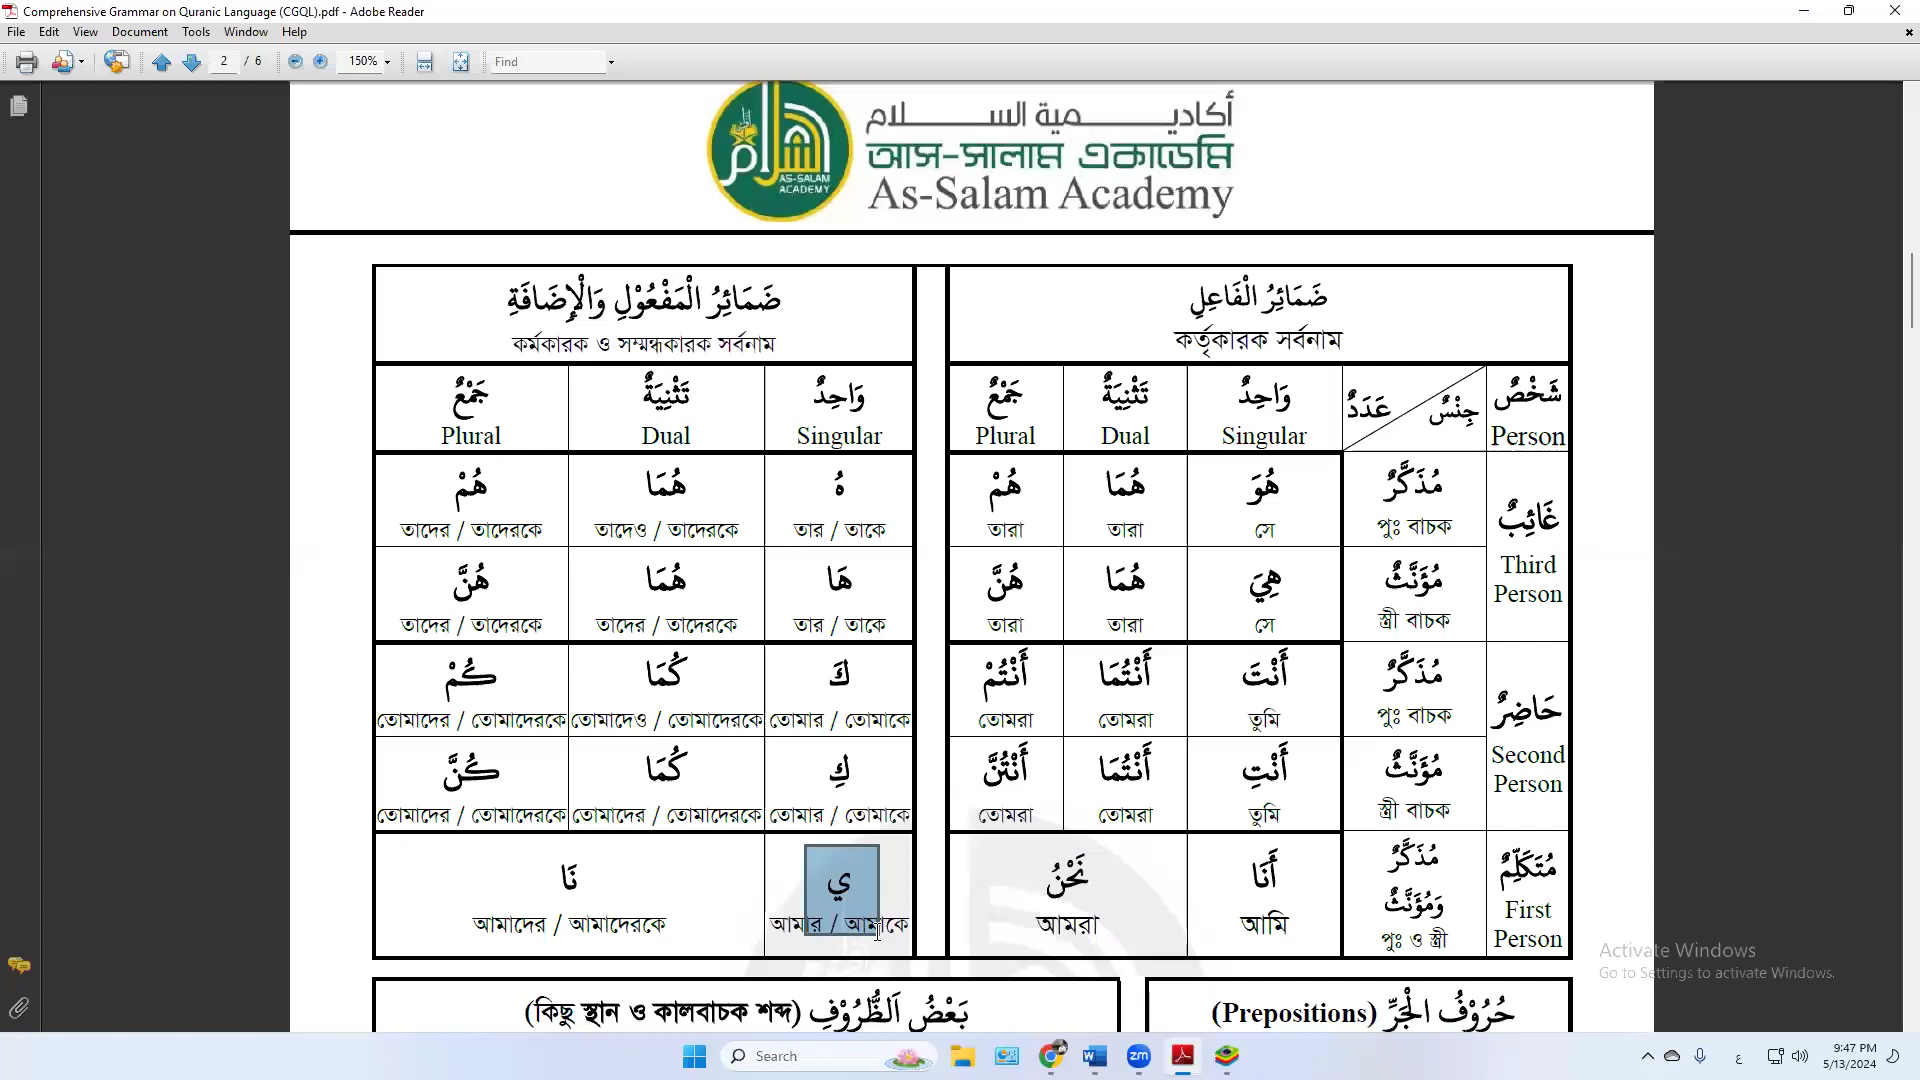 Comprehensive Grammar on Quranic Language (CGQL).pdf - Adobe Reader
File Edit View Document Tools Window Help
2 / 6 150% Find
أكاديـــــمية الســـــلام
আস-সালাম একাডেমি
As-Salam Academy
AS-SALAM ACADEMY
ضَمَائِرُ الْمَفْعُوْلِ وَالْإِضَافَةِ
কর্মকারক ও সম্মন্ধকারক সর্বনাম
ضَمَائِرُ الْفَاعِلِ
কর্তৃকারক সর্বনাম
جَمْعٌ تَثْنِيَةٌ وَاحِدٌ جَمْعٌ تَثْنِيَةٌ وَاحِدٌ عَدَدٌ جِنْسٌ شَخْصٌ
Plural Dual Singular Plural Dual Singular Person
هُمْ هُمَا هُ هُمْ هُمَا هُوَ مُذَكَّرٌ غَائِبٌ
তাদের / তাদেরকে তাদেও / তাদেরকে তার / তাকে তারা তারা সে পুঃ বাচক
Third Person
هُنَّ هُمَا هَا هُنَّ هُمَا هِيَ مُؤَنَّثٌ
তাদের / তাদেরকে তাদের / তাদেরকে তার / তাকে তারা তারা সে স্ত্রী বাচক
كُمْ كُمَا كَ أَنْتُمْ أَنْتُمَا أَنْتَ مُذَكَّرٌ حَاضِرٌ
তোমাদের / তোমাদেরকে তোমাদেও / তোমাদেরকে তোমার / তোমাকে তোমরা তোমরা তুমি পুঃ বাচক
Second Person
كُنَّ كُمَا كِ أَنْتُنَّ أَنْتُمَا أَنْتِ مُؤَنَّثٌ
তোমাদের / তোমাদেরকে তোমাদের / তোমাদেরকে তোমার / তোমাকে তোমরা তোমরা তুমি স্ত্রী বাচক
نَا ي نَحْنُ أَنَا مُذَكَّرٌ وَمُؤَنَّثٌ مُتَكَلِّمٌ
আমাদের / আমাদেরকে আমার / আমাকে আমরা আমি পুঃ ও স্ত্রী
First Person
(কিছু স্থান ও কালবাচক শব্দ) بَعْضُ اَلظُّرُوْفِ
(Prepositions) حُرُوْفُ الْجَرِّ
Activate Windows
Go to Settings to activate Windows.
Search
zm
ع
9:47 PM
5/13/2024